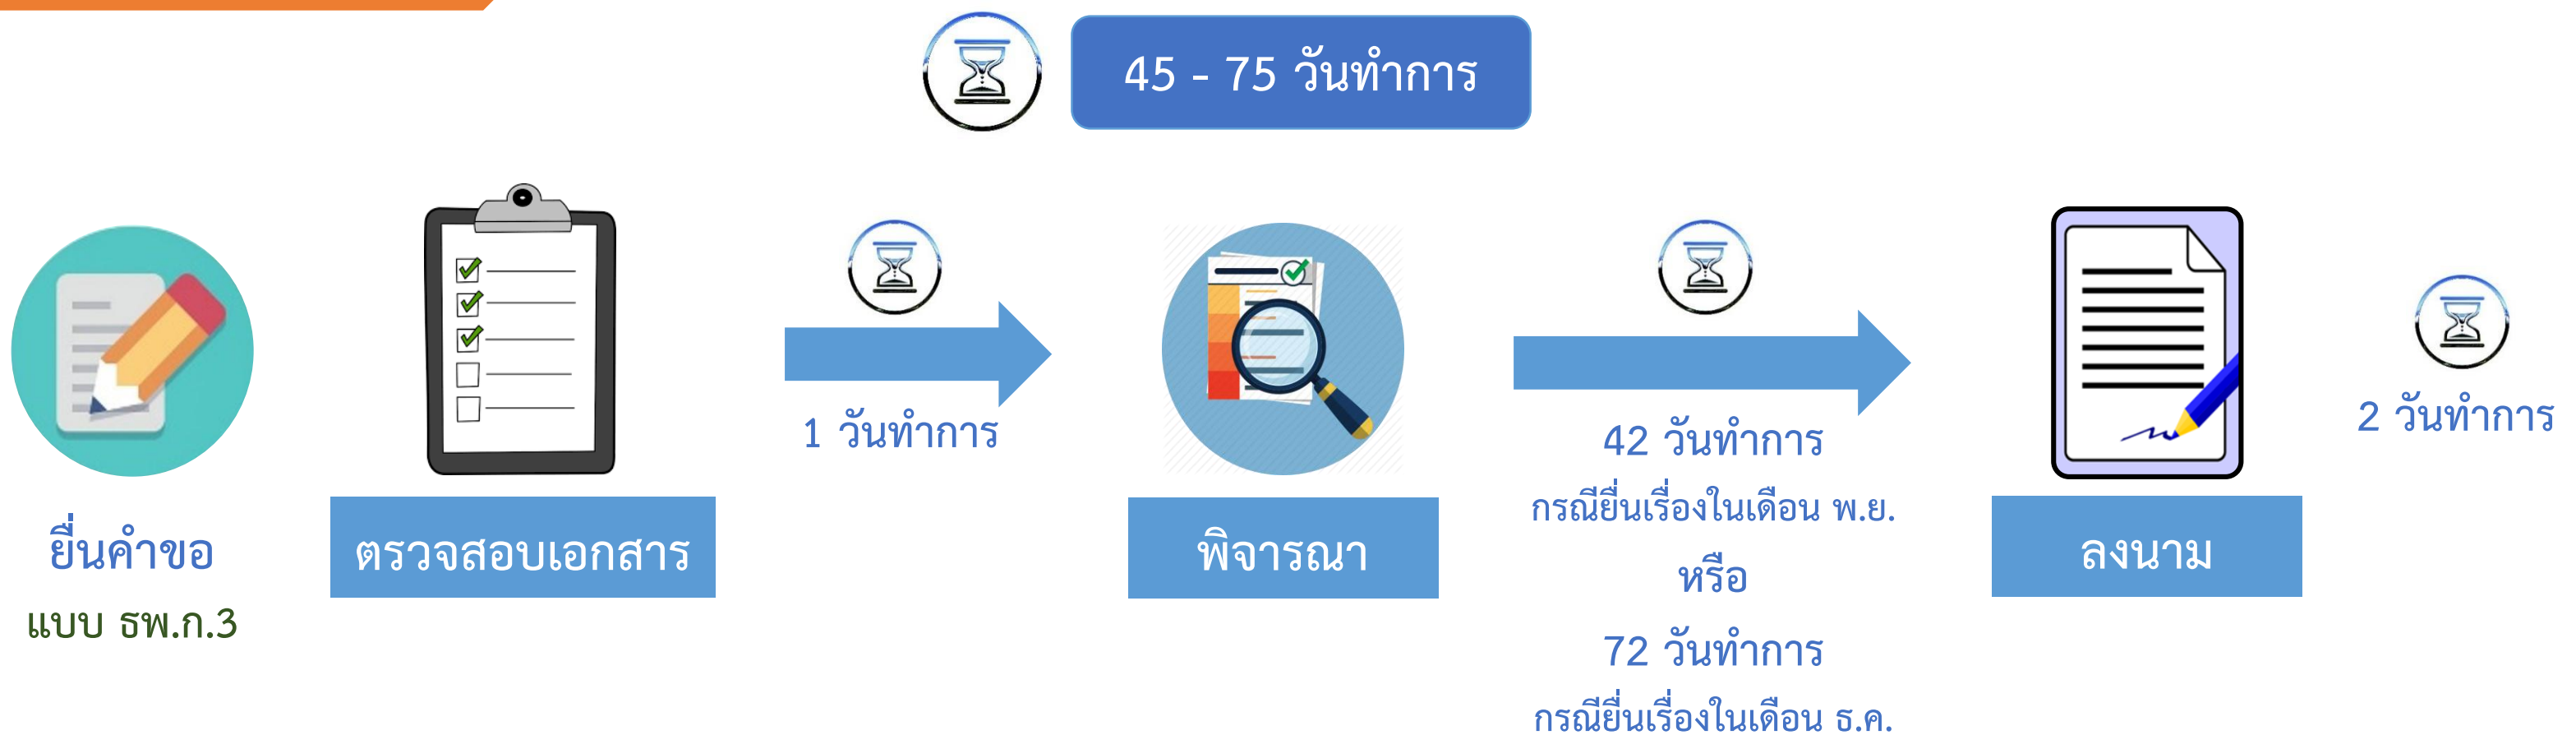 45 - 75 วันทำการ
ยื่นคำขอ
แบบ ธพ.ก.3
ตรวจสอบเอกสาร
1 วันทำการ
พิจารณา
42 วันทำการ
กรณียื่นเรื่องในเดือน พ.ย.
หรือ
72 วันทำการ
กรณียื่นเรื่องในเดือน ธ.ค.
ลงนาม
2 วันทำการ